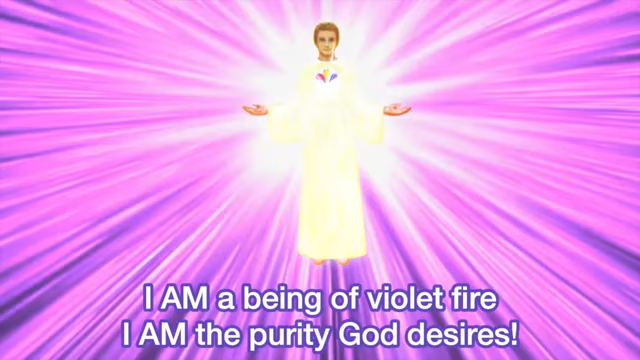 I AM a being of violet fire
I AM the purity God desires!